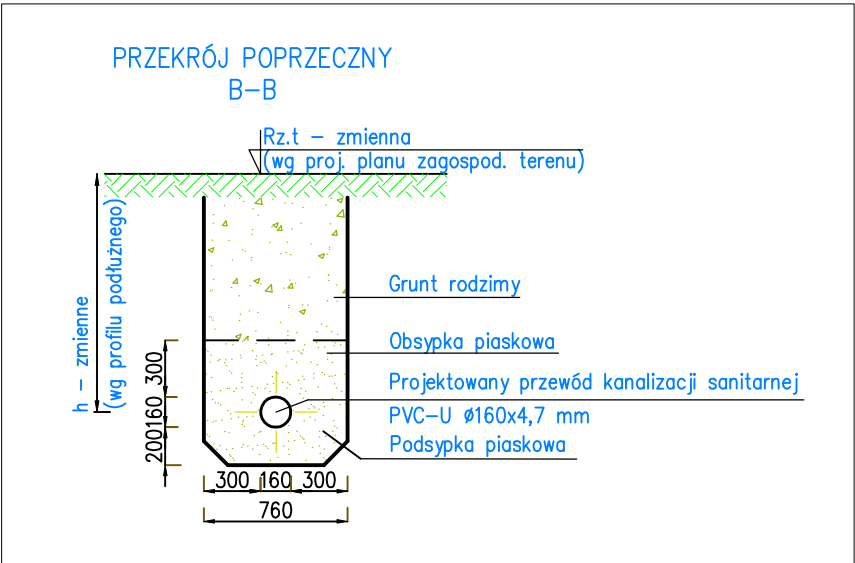 PRZEKRÓJ POPRZECZNY
B-B
Rz.t - zmienna
(wg proj. planu zagospod. terenu)
h - zmienne
(wg profilu podłużnego)
Grunt rodzimy
Obsypka piaskowa
Projektowany przewód kanalizacji sanitarnej
PVC-U Ø160x4,7 mm
Podsypka piaskowa
300
160
200
300 160 300
760